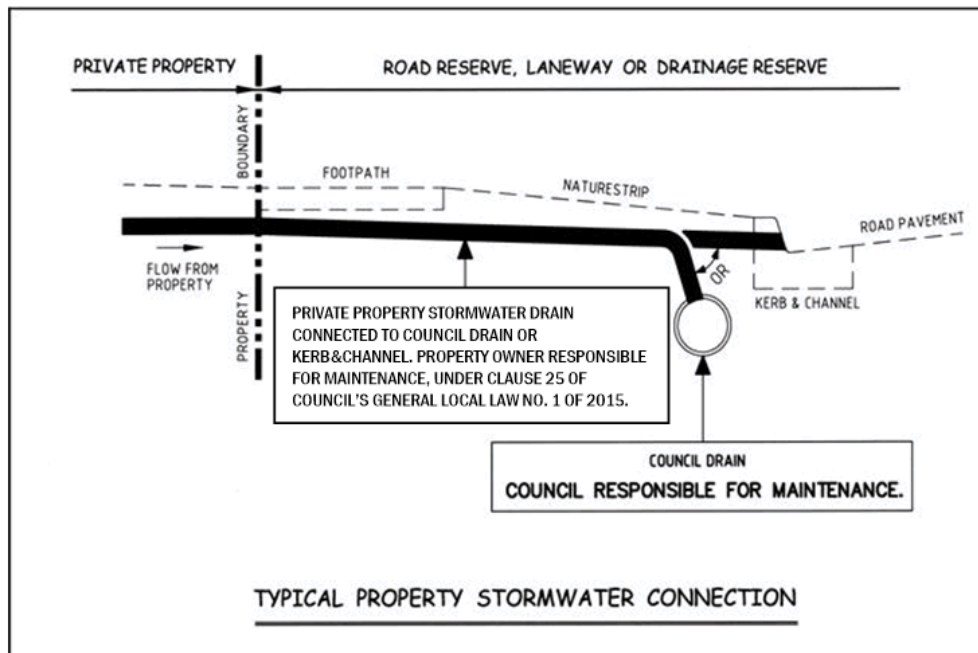 PRIVATE PROPERTY
ROAD RESERVE, LANEWAY OR DRAINAGE RESERVE
BOUNDARY
PROPERTY
FOOTPATH
NATURESTRIP
ROAD PAVEMENT
FLOW FROM
PROPERTY
OR
KERB & CHANNEL
PRIVATE PROPERTY STORMWATER DRAIN
CONNECTED TO COUNCIL DRAIN OR
KERB&CHANNEL. PROPERTY OWNER RESPONSIBLE
FOR MAINTENANCE, UNDER CLAUSE 25 OF
COUNCIL'S GENERAL LOCAL LAW NO. 1 OF 2015.
COUNCIL DRAIN
COUNCIL RESPONSIBLE FOR MAINTENANCE.
TYPICAL PROPERTY STORMWATER CONNECTION